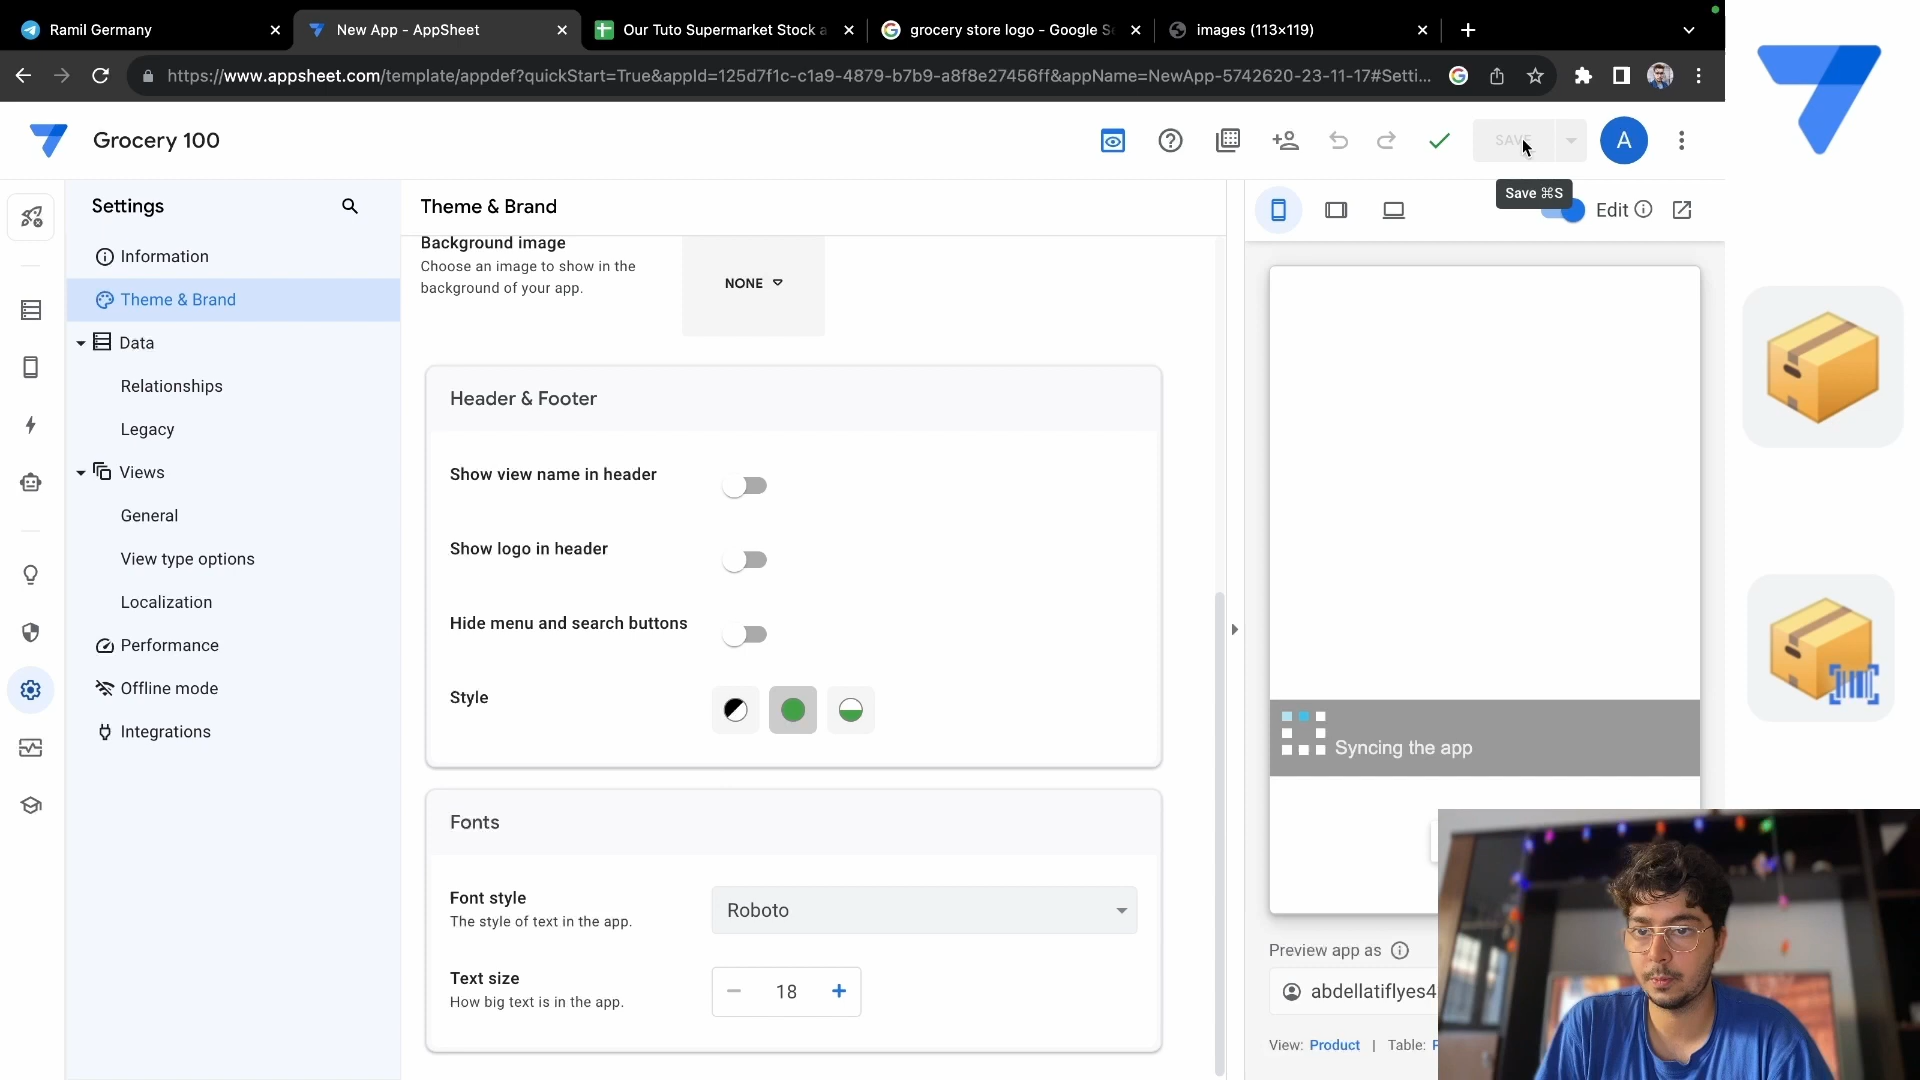 Ramil Germany
New App - AppSheet
Our Tuto Supermarket Stock a
grocery store logo - Google Se
images (113×119)
https://www.appsheet.com/template/appdef?quickStart=True&appId=125d7f1c-c1a9-4879-b7b9-a8f8e27456ff&appName=NewApp-5742620-23-11-17#Setti...
Grocery 100
SAVE
A
Save ⌘S
Settings
Information
Theme & Brand
Data
Relationships
Legacy
Views
General
View type options
Localization
Performance
Offline mode
Integrations
Theme & Brand
Background image
Choose an image to show in the
background of your app.
NONE
Header & Footer
Show view name in header
Show logo in header
Hide menu and search buttons
Style
Fonts
Font style
The style of text in the app.
Roboto
Text size
How big text is in the app.
18
Edit
Syncing the app
Preview app as
abdellatiflyes4
View: Product | Table: